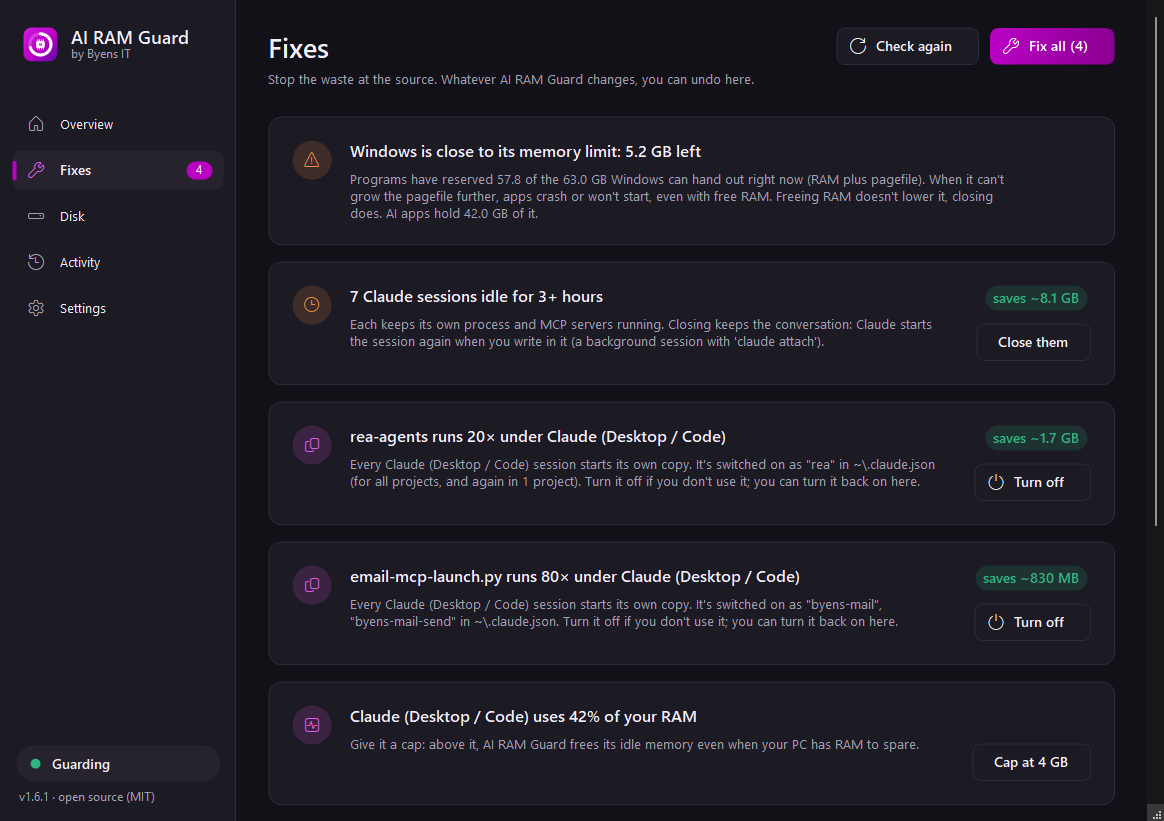 AI RAM Guard
by Byens IT
Overview
Fixes
4
Disk
Activity
Settings
Guarding
v1.6.1 · open source (MIT)
Fixes
Stop the waste at the source. Whatever AI RAM Guard changes, you can undo here.
Check again
Fix all (4)
Windows is close to its memory limit: 5.2 GB left
Programs have reserved 57.8 of the 63.0 GB Windows can hand out right now (RAM plus pagefile). When it can't
grow the pagefile further, apps crash or won't start, even with free RAM. Freeing RAM doesn't lower it, closing
does. AI apps hold 42.0 GB of it.
7 Claude sessions idle for 3+ hours
Each keeps its own process and MCP servers running. Closing keeps the conversation: Claude starts
the session again when you write in it (a background session with 'claude attach').
saves ~8.1 GB
Close them
rea-agents runs 20× under Claude (Desktop / Code)
Every Claude (Desktop / Code) session starts its own copy. It's switched on as "rea" in ~\.claude.json
(for all projects, and again in 1 project). Turn it off if you don't use it; you can turn it back on here.
saves ~1.7 GB
Turn off
email-mcp-launch.py runs 80× under Claude (Desktop / Code)
Every Claude (Desktop / Code) session starts its own copy. It's switched on as "byens-mail",
"byens-mail-send" in ~\.claude.json. Turn it off if you don't use it; you can turn it back on here.
saves ~830 MB
Turn off
Claude (Desktop / Code) uses 42% of your RAM
Give it a cap: above it, AI RAM Guard frees its idle memory even when your PC has RAM to spare.
Cap at 4 GB